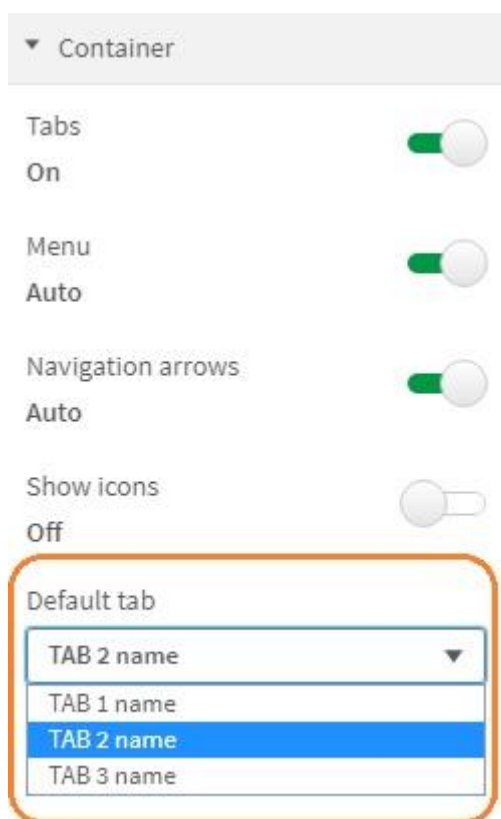 Container
Tabs
On
Menu
Auto
Navigation arrows
Auto
Show icons
Off
Default tab
TAB 2 name
TAB 1 name
TAB 2 name
TAB 3 name